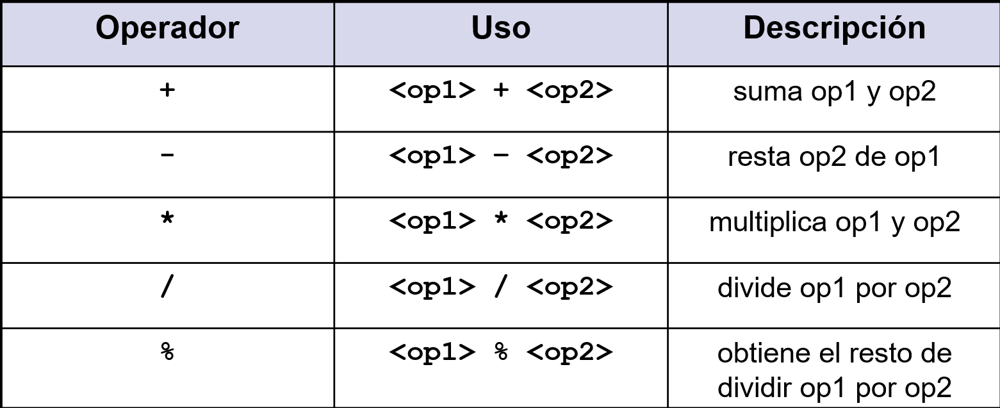 Operador Uso Descripción
+ <op1> + <op2> suma op1 y op2
- <op1> - <op2> resta op2 de op1
* <op1> * <op2> multiplica op1 y op2
/ <op1> / <op2> divide op1 por op2
% <op1> % <op2> obtiene el resto de
dividir op1 por op2